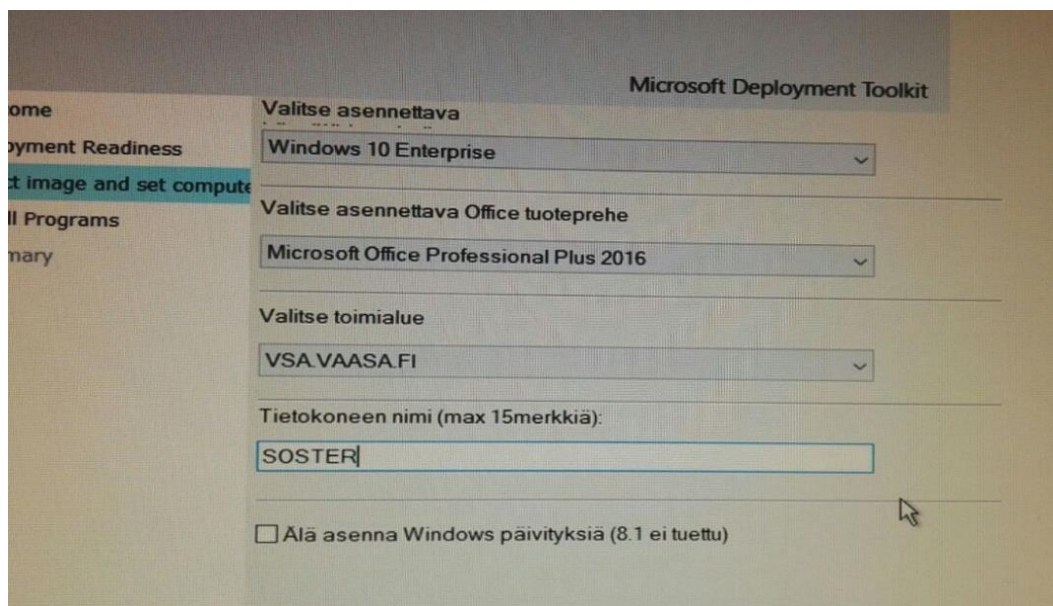 Microsoft Deployment Toolkit
ome
oyment Readiness
ct image and set compute
ll Programs
mary
Valitse asennettava
Windows 10 Enterprise
Valitse asennettava Office tuoteprehe
Microsoft Office Professional Plus 2016
Valitse toimialue
VSA.VAASA.FI
Tietokoneen nimi (max 15merkkiä):
SOSTER
Älä asenna Windows päivityksiä (8.1 ei tuettu)